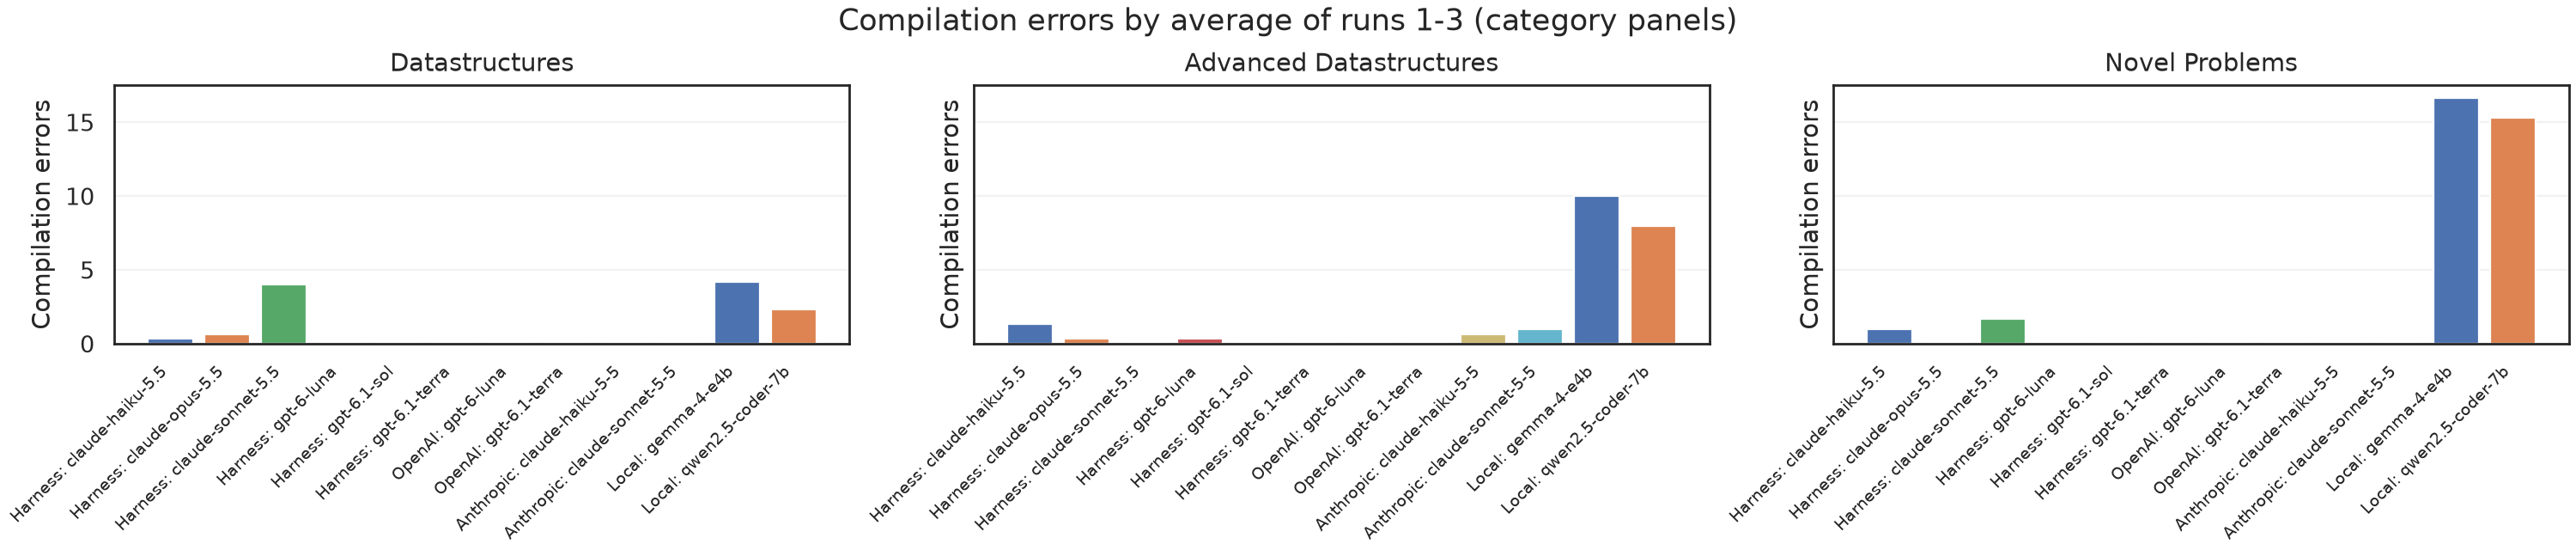 Compilation errors by average of runs 1-3 (category panels)
Datastructures
Compilation errors
15
10
5
0
Harness: claude-haiku-5.5
Harness: claude-opus-5.5
Harness: claude-sonnet-5.5
Harness: gpt-6-luna
Harness: gpt-6.1-sol
Harness: gpt-6.1-terra
OpenAI: gpt-6-luna
OpenAI: gpt-6.1-terra
Anthropic: claude-haiku-5-5
Anthropic: claude-sonnet-5-5
Local: gemma-4-e4b
Local: qwen2.5-coder-7b
Advanced Datastructures
Compilation errors
Harness: claude-haiku-5.5
Harness: claude-opus-5.5
Harness: claude-sonnet-5.5
Harness: gpt-6-luna
Harness: gpt-6.1-sol
Harness: gpt-6.1-terra
OpenAI: gpt-6-luna
OpenAI: gpt-6.1-terra
Anthropic: claude-haiku-5-5
Anthropic: claude-sonnet-5-5
Local: gemma-4-e4b
Local: qwen2.5-coder-7b
Novel Problems
Compilation errors
Harness: claude-haiku-5.5
Harness: claude-opus-5.5
Harness: claude-sonnet-5.5
Harness: gpt-6-luna
Harness: gpt-6.1-sol
Harness: gpt-6.1-terra
OpenAI: gpt-6-luna
OpenAI: gpt-6.1-terra
Anthropic: claude-haiku-5-5
Anthropic: claude-sonnet-5-5
Local: gemma-4-e4b
Local: qwen2.5-coder-7b